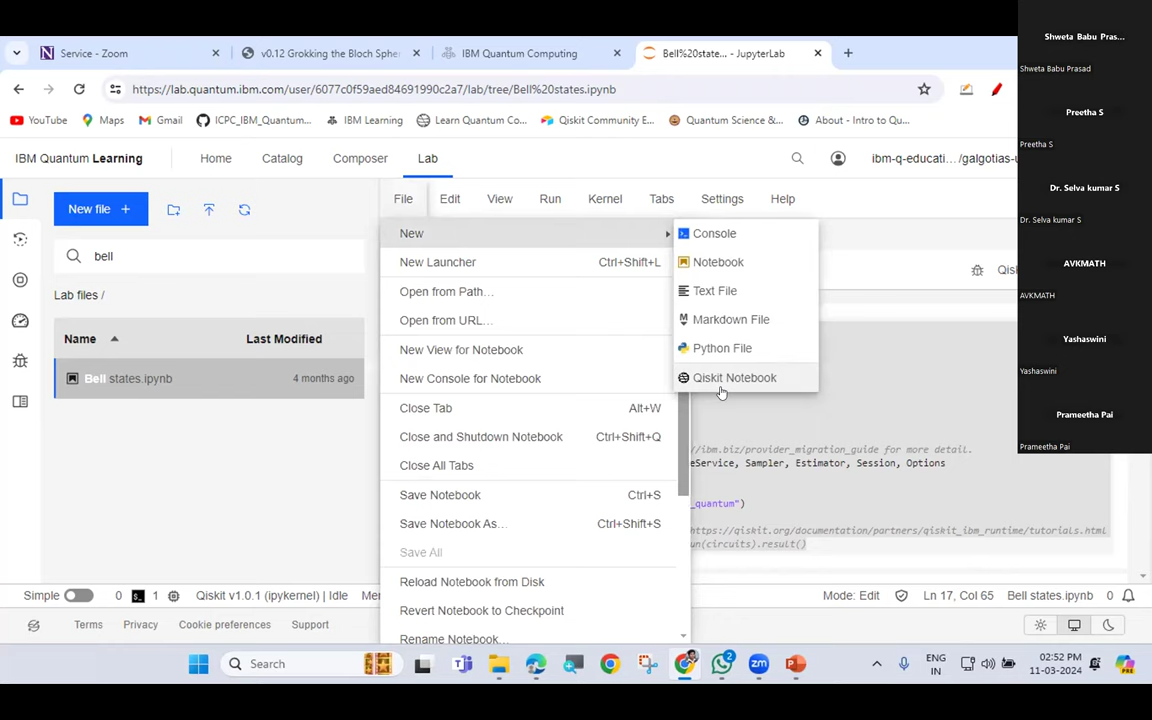 Service - Zoom
v0.12 Grokking the Bloch Spher
IBM Quantum Computing
Bell%20state... - JupyterLab
https://lab.quantum.ibm.com/user/6077c0f59aed84691990c2a7/lab/tree/Bell%20states.ipynb
YouTube
Maps
Gmail
ICPC_IBM_Quantum...
IBM Learning
Learn Quantum Co...
Qiskit Community E...
Quantum Science &...
About - Intro to Qu...
IBM Quantum Learning
Home
Catalog
Composer
Lab
ibm-q-educati... /galgotias-u
New file +
File
Edit
View
Run
Kernel
Tabs
Settings
Help
bell
Lab files /
Name
Last Modified
Bell states.ipynb
4 months ago
New
New Launcher Ctrl+Shift+L
Open from Path...
Open from URL...
New View for Notebook
New Console for Notebook
Close Tab Alt+W
Close and Shutdown Notebook Ctrl+Shift+Q
Close All Tabs
Save Notebook Ctrl+S
Save Notebook As... Ctrl+Shift+S
Save All
Reload Notebook from Disk
Revert Notebook to Checkpoint
Rename Notebook...
Console
Notebook
Text File
Markdown File
Python File
Qiskit Notebook
Qis
//ibm.biz/provider_migration_guide for more detail.
eService, Sampler, Estimator, Session, Options
_quantum")
https://qiskit.org/documentation/partners/qiskit_ibm_runtime/tutorials.html
un(circuits).result()
Simple
0
1
Qiskit v1.0.1 (ipykernel) | Idle
Mode: Edit
Ln 17, Col 65
Bell states.ipynb
0
Terms
Privacy
Cookie preferences
Support
Search
2
zm
ENG
IN
02:52 PM
11-03-2024
PRE
Shweta Babu Pras...
Shweta Babu Prasad
Preetha S
Preetha S
Dr. Selva kumar S
Dr. Selva kumar S
AVKMATH
AVKMATH
Yashaswini
Yashaswini
Prameetha Pai
Prameetha Pai